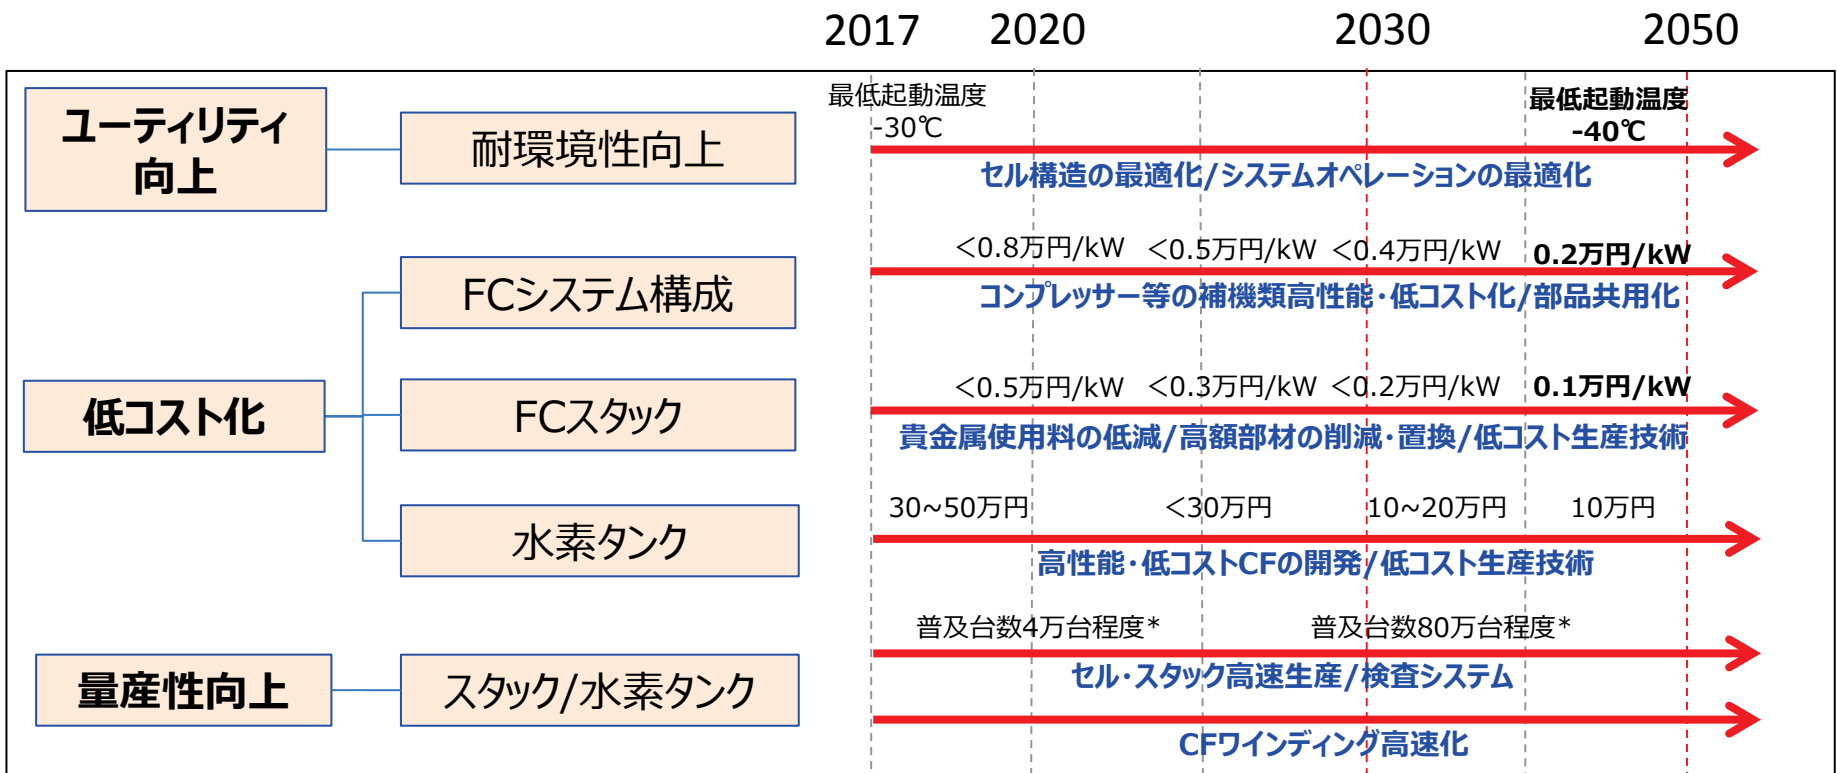 2017 2020 2030 2050
ユーティリティ
向上
耐環境性向上
最低起動温度
-30℃
最低起動温度
-40℃
セル構造の最適化/システムオペレーションの最適化
FCシステム構成
<0.8万円/kW <0.5万円/kW <0.4万円/kW 0.2万円/kW
コンプレッサー等の補機類高性能・低コスト化/部品共用化
低コスト化
FCスタック
<0.5万円/kW <0.3万円/kW <0.2万円/kW 0.1万円/kW
貴金属使用料の低減/高額部材の削減・置換/低コスト生産技術
水素タンク
30~50万円 <30万円 10~20万円 10万円
高性能・低コストCFの開発/低コスト生産技術
量産性向上
スタック/水素タンク
普及台数4万台程度* 普及台数80万台程度*
セル・スタック高速生産/検査システム
CFワインディング高速化